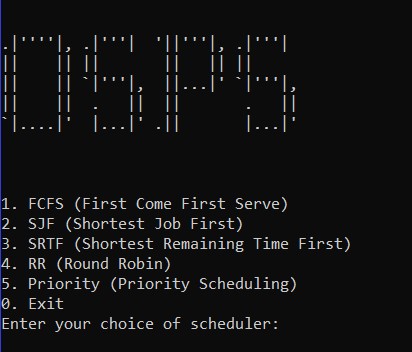 OSPS
1. FCFS (First Come First Serve)
2. SJF (Shortest Job First)
3. SRTF (Shortest Remaining Time First)
4. RR (Round Robin)
5. Priority (Priority Scheduling)
0. Exit
Enter your choice of scheduler: